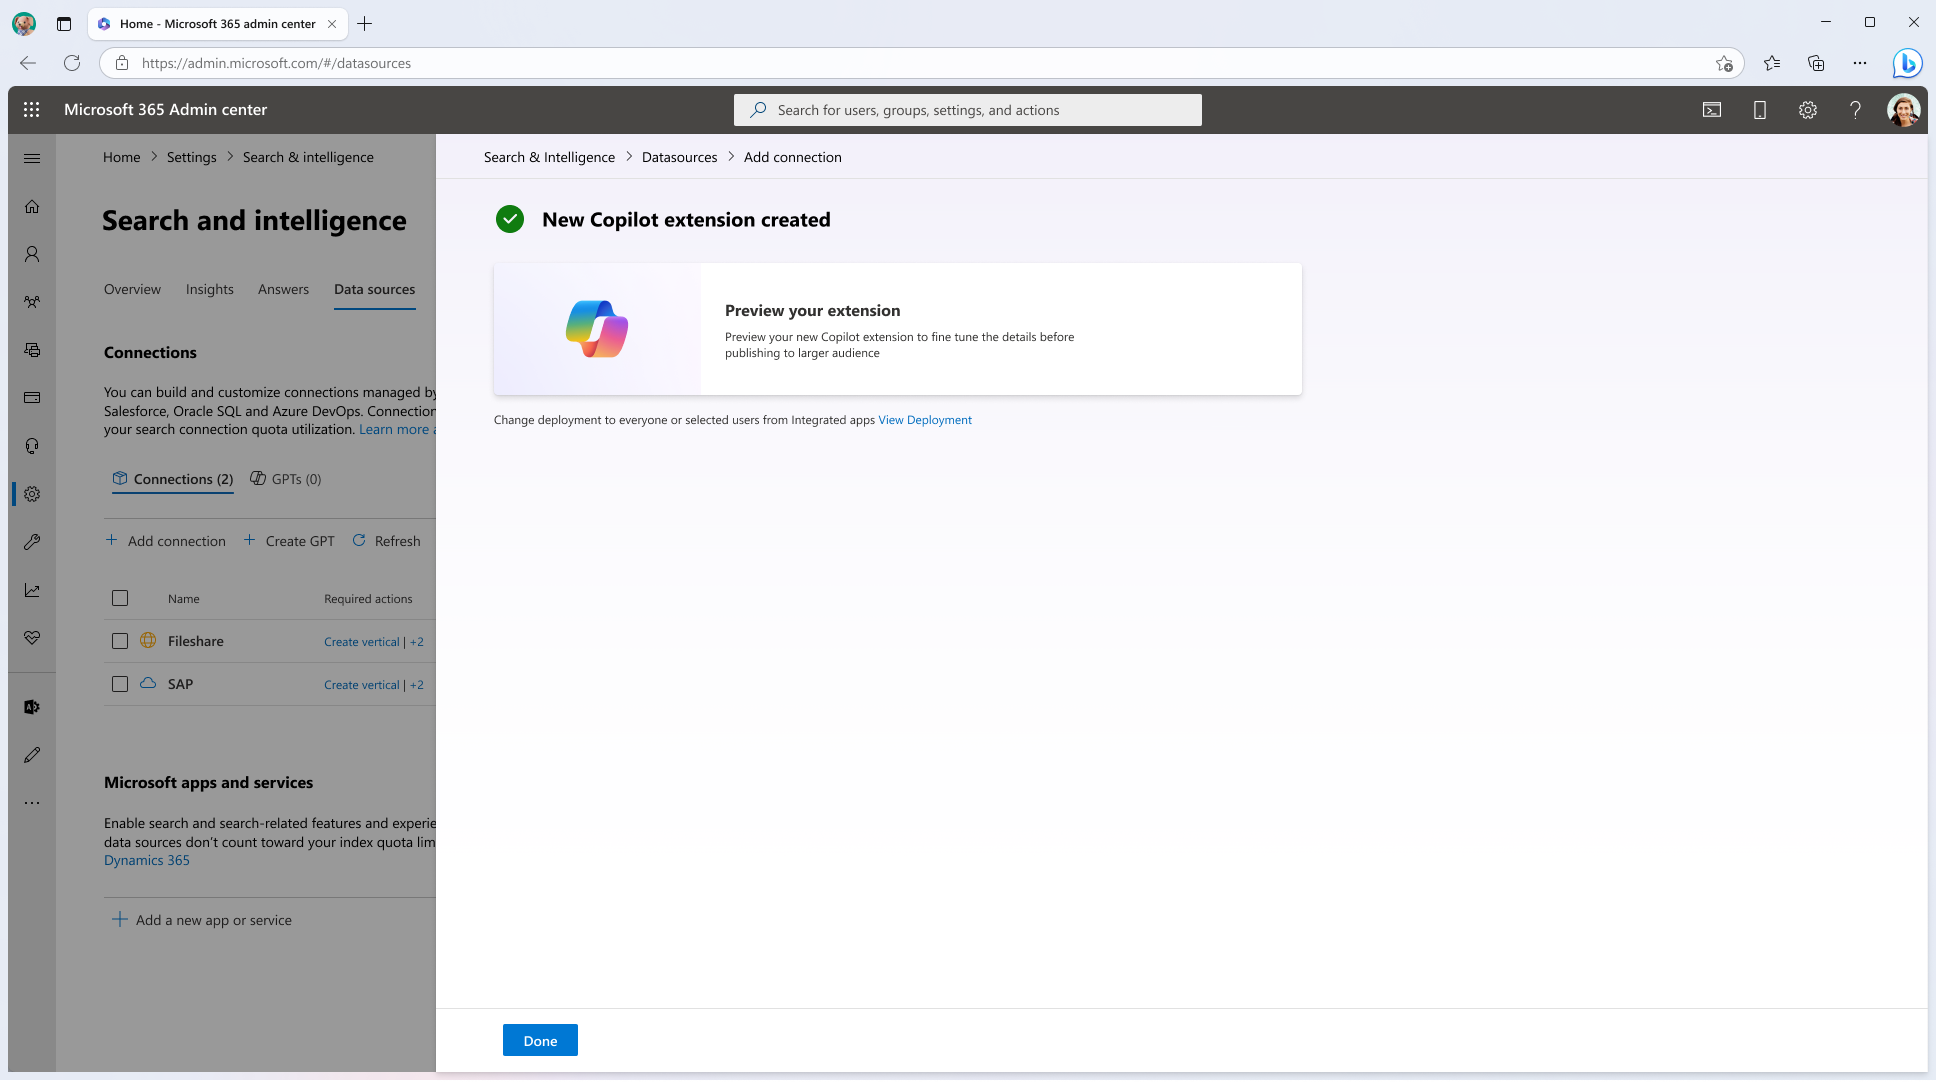 Home - Microsoft 365 admin center
https://admin.microsoft.com/#/datasources
Microsoft 365 Admin center
Search for users, groups, settings, and actions
Home > Settings > Search & intelligence
Search and intelligence
Overview Insights Answers Data sources
Connections
You can build and customize connections managed by
Salesforce, Oracle SQL and Azure DevOps. Connection
your search connection quota utilization. Learn more
Connections (2) GPTs (0)
+ Add connection + Create GPT Refresh
Name Required actions
Fileshare Create vertical | +2
SAP Create vertical | +2
Microsoft apps and services
Enable search and search-related features and experie
data sources don't count toward your index quota lim
Dynamics 365
+ Add a new app or service
Search & Intelligence > Datasources > Add connection
New Copilot extension created
Preview your extension
Preview your new Copilot extension to fine tune the details before
publishing to larger audience
Change deployment to everyone or selected users from Integrated apps View Deployment
Done